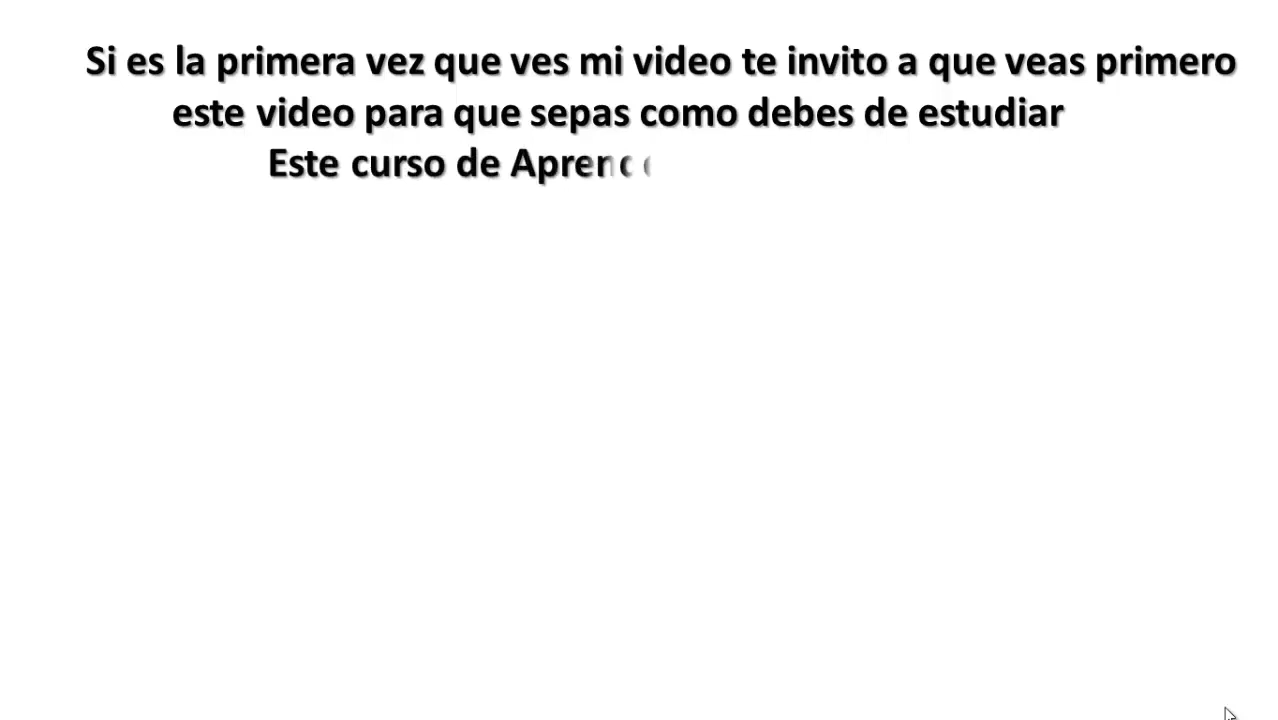 Si es la primera vez que ves mi video te invito a que veas primero
este video para que sepas como debes de estudiar
Este curso de